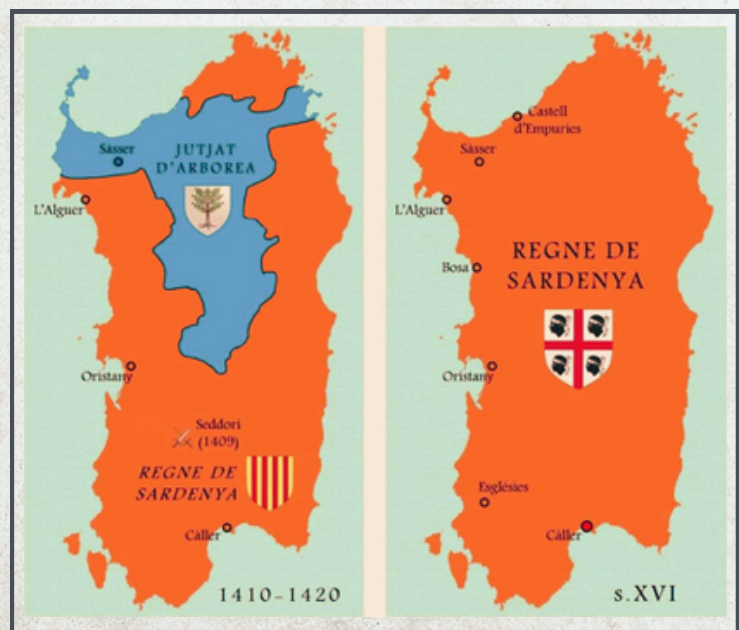 Sàsser
JUTJAT
D'ARBOREA
L'Alguer
Oristany
Seddori
(1409)
REGNE DE
SARDENYA
Càller
1410-1420
Castell
d'Empuries
Sàsser
L'Alguer
Bosa
REGNE DE
SARDENYA
Oristany
Esglésies
Càller
s.XVI